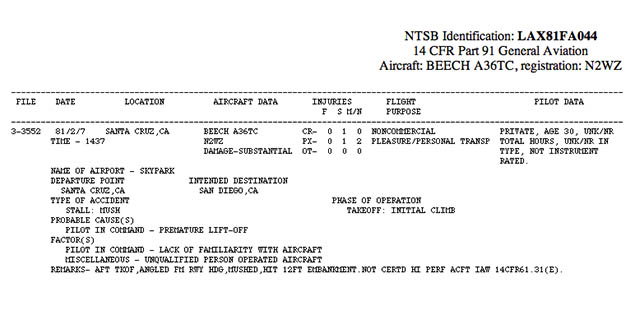 NTSB Identification: LAX81FA044
14 CFR Part 91 General Aviation
Aircraft: BEECH A36TC, registration: N2WZ
FILE DATE LOCATION AIRCRAFT DATA INJURIES FLIGHT PILOT DATA
F S M/N PURPOSE
3-3552 81/2/7 SANTA CRUZ,CA BEECH A36TC CR- 0 1 0 NONCOMMERCIAL PRIVATE, AGE 30, UNK/NR
TIME - 1437 N2WZ PX- 0 1 2 PLEASURE/PERSONAL TRANSP TOTAL HOURS, UNK/NR IN
DAMAGE-SUBSTANTIAL OT- 0 0 0 TYPE, NOT INSTRUMENT
RATED.
NAME OF AIRPORT - SKYPARK
DEPARTURE POINT INTENDED DESTINATION
SANTA CRUZ,CA SAN DIEGO,CA
TYPE OF ACCIDENT PHASE OF OPERATION
STALL: MUSH TAKEOFF: INITIAL CLIMB
PROBABLE CAUSE(S)
PILOT IN COMMAND - PREMATURE LIFT-OFF
FACTOR(S)
PILOT IN COMMAND - LACK OF FAMILIARITY WITH AIRCRAFT
MISCELLANEOUS - UNQUALIFIED PERSON OPERATED AIRCRAFT
REMARKS- AFT TKOF,ANGLED FM RWY HDG,MUSHED,HIT 12FT EMBANKMENT.NOT CERTD HI PERF ACFT IAW 14CFR61.31(E).